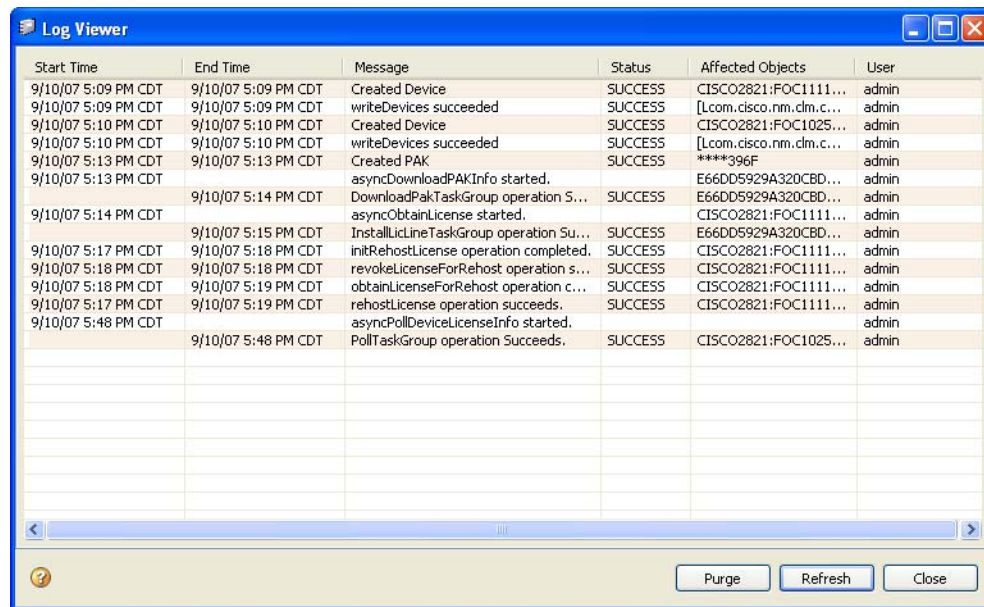 Log Viewer
Start Time End Time Message Status Affected Objects User
9/10/07 5:09 PM CDT 9/10/07 5:09 PM CDT Created Device SUCCESS CISCO2821:FOC1111... admin
9/10/07 5:09 PM CDT 9/10/07 5:09 PM CDT writeDevices succeeded SUCCESS [Lcom.cisco.nm.clm.c... admin
9/10/07 5:10 PM CDT 9/10/07 5:10 PM CDT Created Device SUCCESS CISCO2821:FOC1025... admin
9/10/07 5:10 PM CDT 9/10/07 5:10 PM CDT writeDevices succeeded SUCCESS [Lcom.cisco.nm.clm.c... admin
9/10/07 5:13 PM CDT 9/10/07 5:13 PM CDT Created PAK SUCCESS ****396F admin
9/10/07 5:13 PM CDT asyncDownloadPAKInfo started. E66DD5929A320CBD... admin
9/10/07 5:14 PM CDT DownloadPakTaskGroup operation S... SUCCESS E66DD5929A320CBD... admin
9/10/07 5:14 PM CDT asyncObtainLicense started. CISCO2821:FOC1111... admin
9/10/07 5:15 PM CDT InstallLicLineTaskGroup operation Su... SUCCESS E66DD5929A320CBD... admin
9/10/07 5:17 PM CDT 9/10/07 5:18 PM CDT initRehostLicense operation completed. SUCCESS CISCO2821:FOC1111... admin
9/10/07 5:18 PM CDT 9/10/07 5:18 PM CDT revokeLicenseForRehost operation s... SUCCESS CISCO2821:FOC1111... admin
9/10/07 5:18 PM CDT 9/10/07 5:19 PM CDT obtainLicenseForRehost operation c... SUCCESS CISCO2821:FOC1111... admin
9/10/07 5:17 PM CDT 9/10/07 5:19 PM CDT rehostLicense operation succeeds. SUCCESS CISCO2821:FOC1111... admin
9/10/07 5:48 PM CDT asyncPollDeviceLicenseInfo started. admin
9/10/07 5:48 PM CDT PollTaskGroup operation Succeeds. SUCCESS CISCO2821:FOC1025... admin
Purge Refresh Close